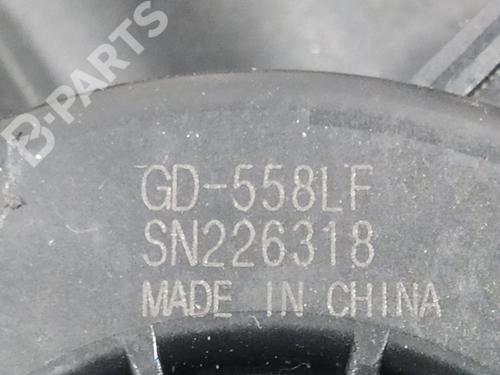 B-PARTS
GD-558LF
SN226318
MADE IN CHINA